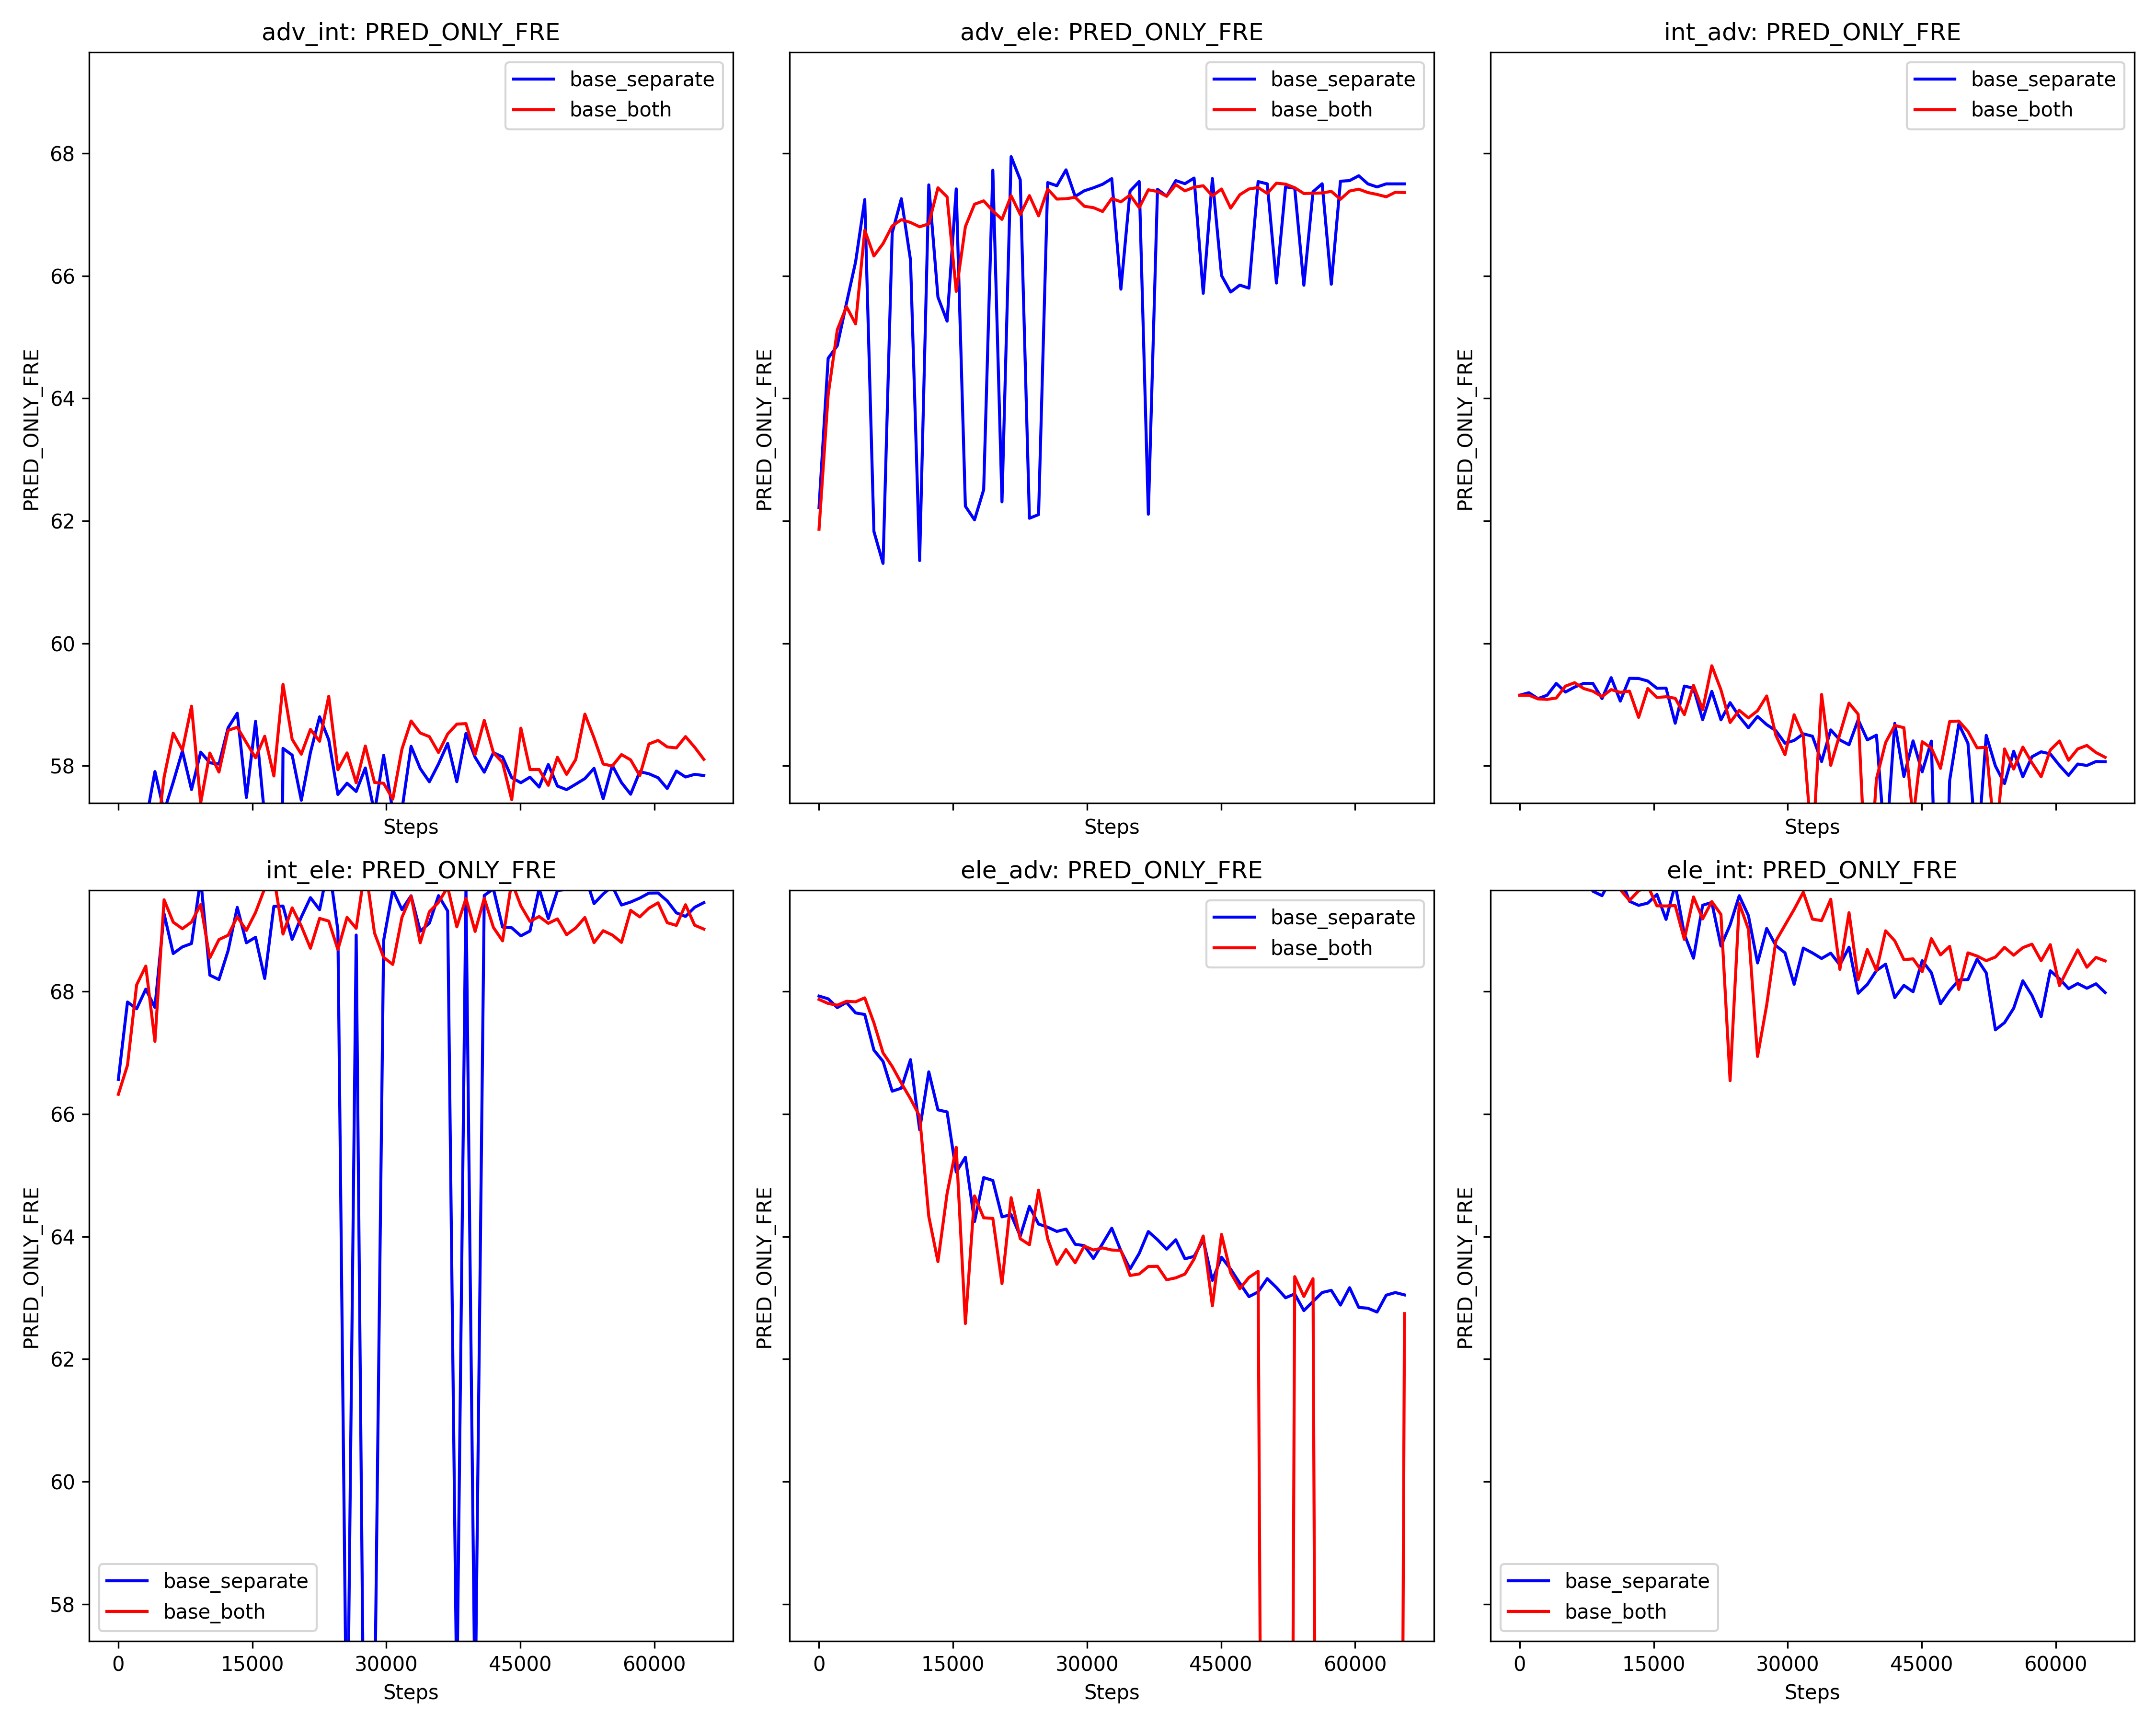 adv_int: PRED_ONLY_FRE
adv_ele: PRED_ONLY_FRE
int_adv: PRED_ONLY_FRE
base_separate
base_both
base_separate
base_both
base_separate
base_both
68
66
64
62
60
58
PRED_ONLY_FRE
PRED_ONLY_FRE
PRED_ONLY_FRE
Steps
Steps
Steps
int_ele: PRED_ONLY_FRE
ele_adv: PRED_ONLY_FRE
ele_int: PRED_ONLY_FRE
base_separate
base_both
68
66
64
62
60
58
PRED_ONLY_FRE
PRED_ONLY_FRE
PRED_ONLY_FRE
base_separate
base_both
base_separate
base_both
0 15000 30000 45000 60000
0 15000 30000 45000 60000
0 15000 30000 45000 60000
Steps
Steps
Steps